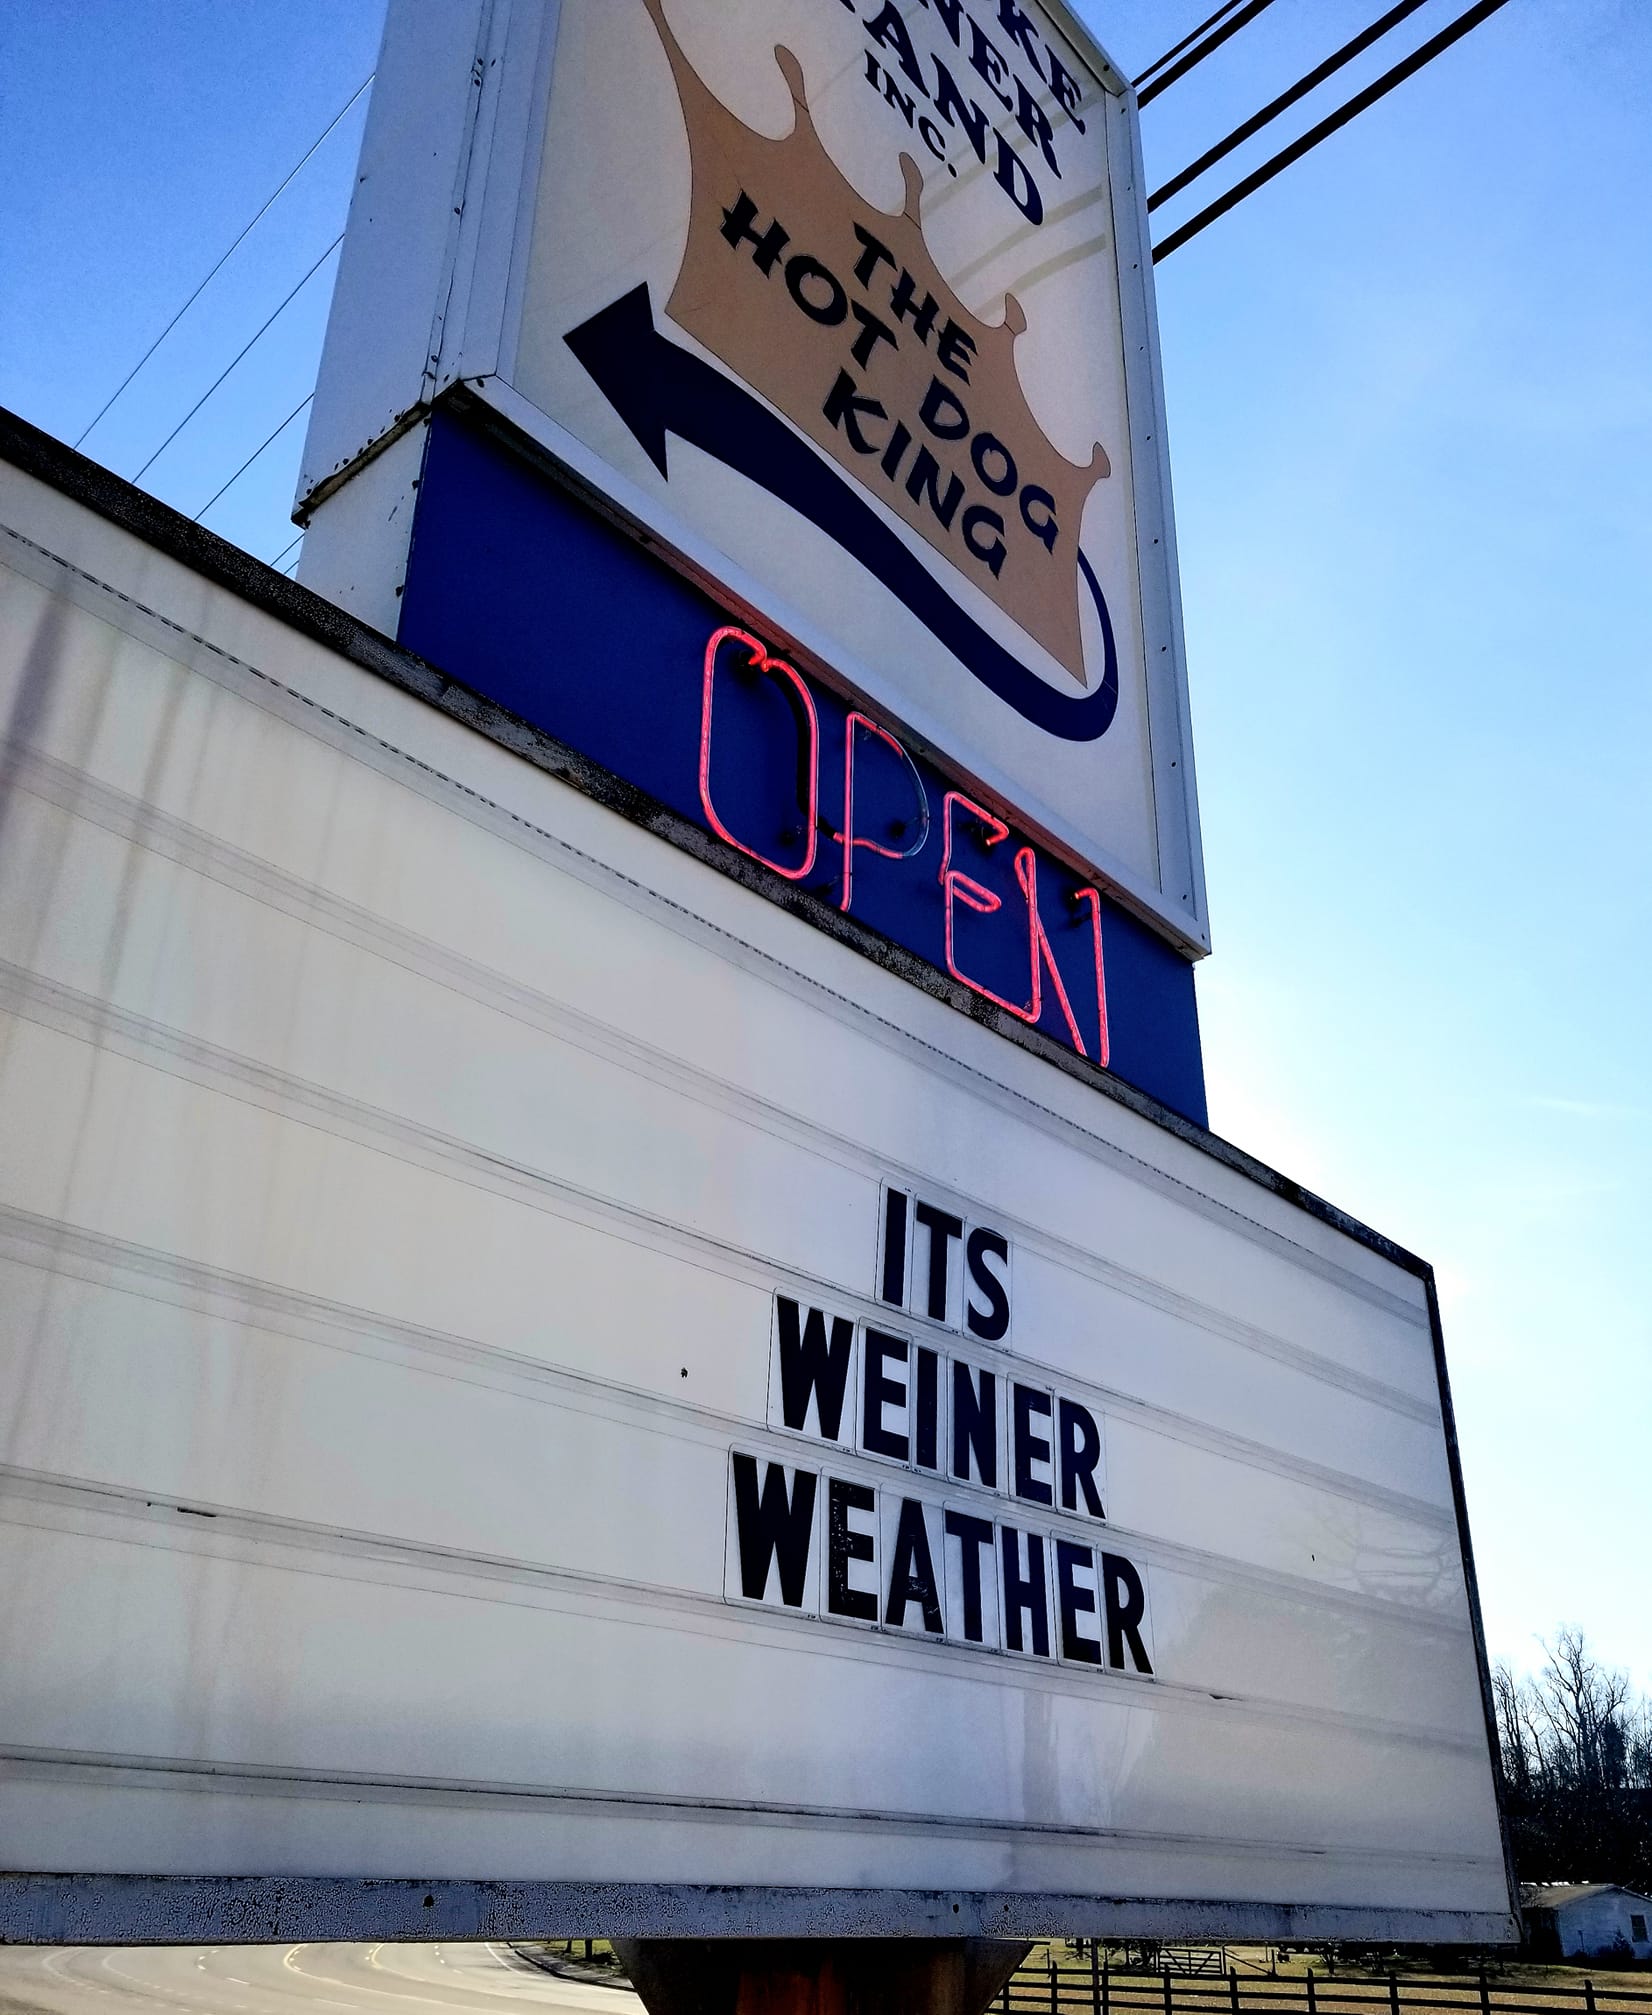 INC.
THE
HOT DOG
KING
OPEN
ITS
WEINER
WEATHER